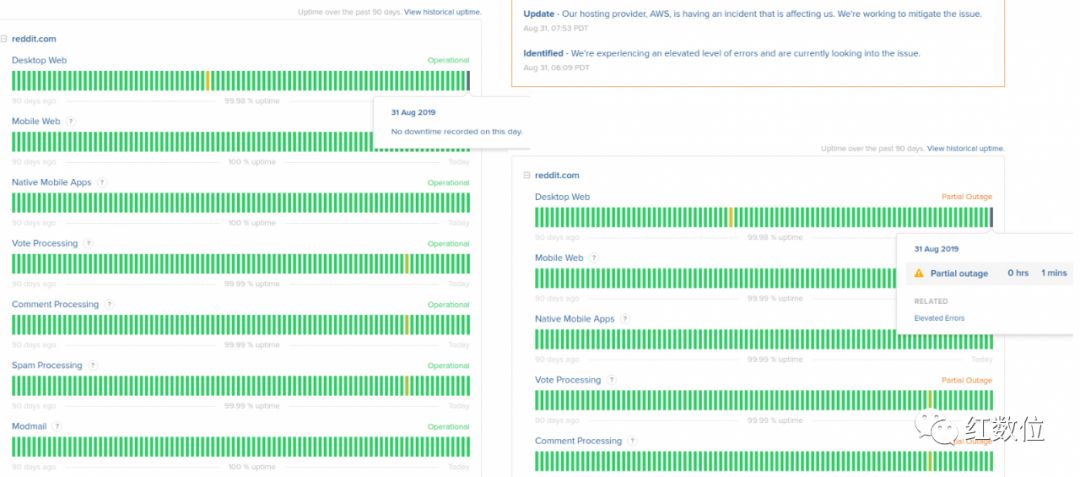 Uptime over the past 90 days. View historical uptime.
reddit.com
Desktop Web Operational
90 days ago 99.98 % uptime
31 Aug 2019
No downtime recorded on this day.
Mobile Web ?
90 days ago 100 % uptime Today
Native Mobile Apps ? Operational
90 days ago 100 % uptime Today
Vote Processing ? Operational
90 days ago 99.99 % uptime Today
Comment Processing ? Operational
90 days ago 99.99 % uptime Today
Spam Processing ? Operational
90 days ago 99.99 % uptime Today
Modmail ? Operational
90 days ago 100 % uptime Today
Update - Our hosting provider, AWS, is having an incident that is affecting us. We're working to mitigate the issue.
Aug 31, 07:53 PDT
Identified - We're experiencing an elevated level of errors and are currently looking into the issue.
Aug 31, 06:09 PDT
Uptime over the past 90 days. View historical uptime.
reddit.com
Desktop Web Partial Outage
90 days ago 99.98 % uptime
31 Aug 2019
Partial outage 0 hrs 1 mins
RELATED
Elevated Errors
Mobile Web ?
90 days ago 99.99 % uptime
Native Mobile Apps ?
90 days ago 99.99 % uptime Today
Vote Processing ? Partial Outage
90 days ago 99.99 % uptime
Comment Processing ? Outage
红数位